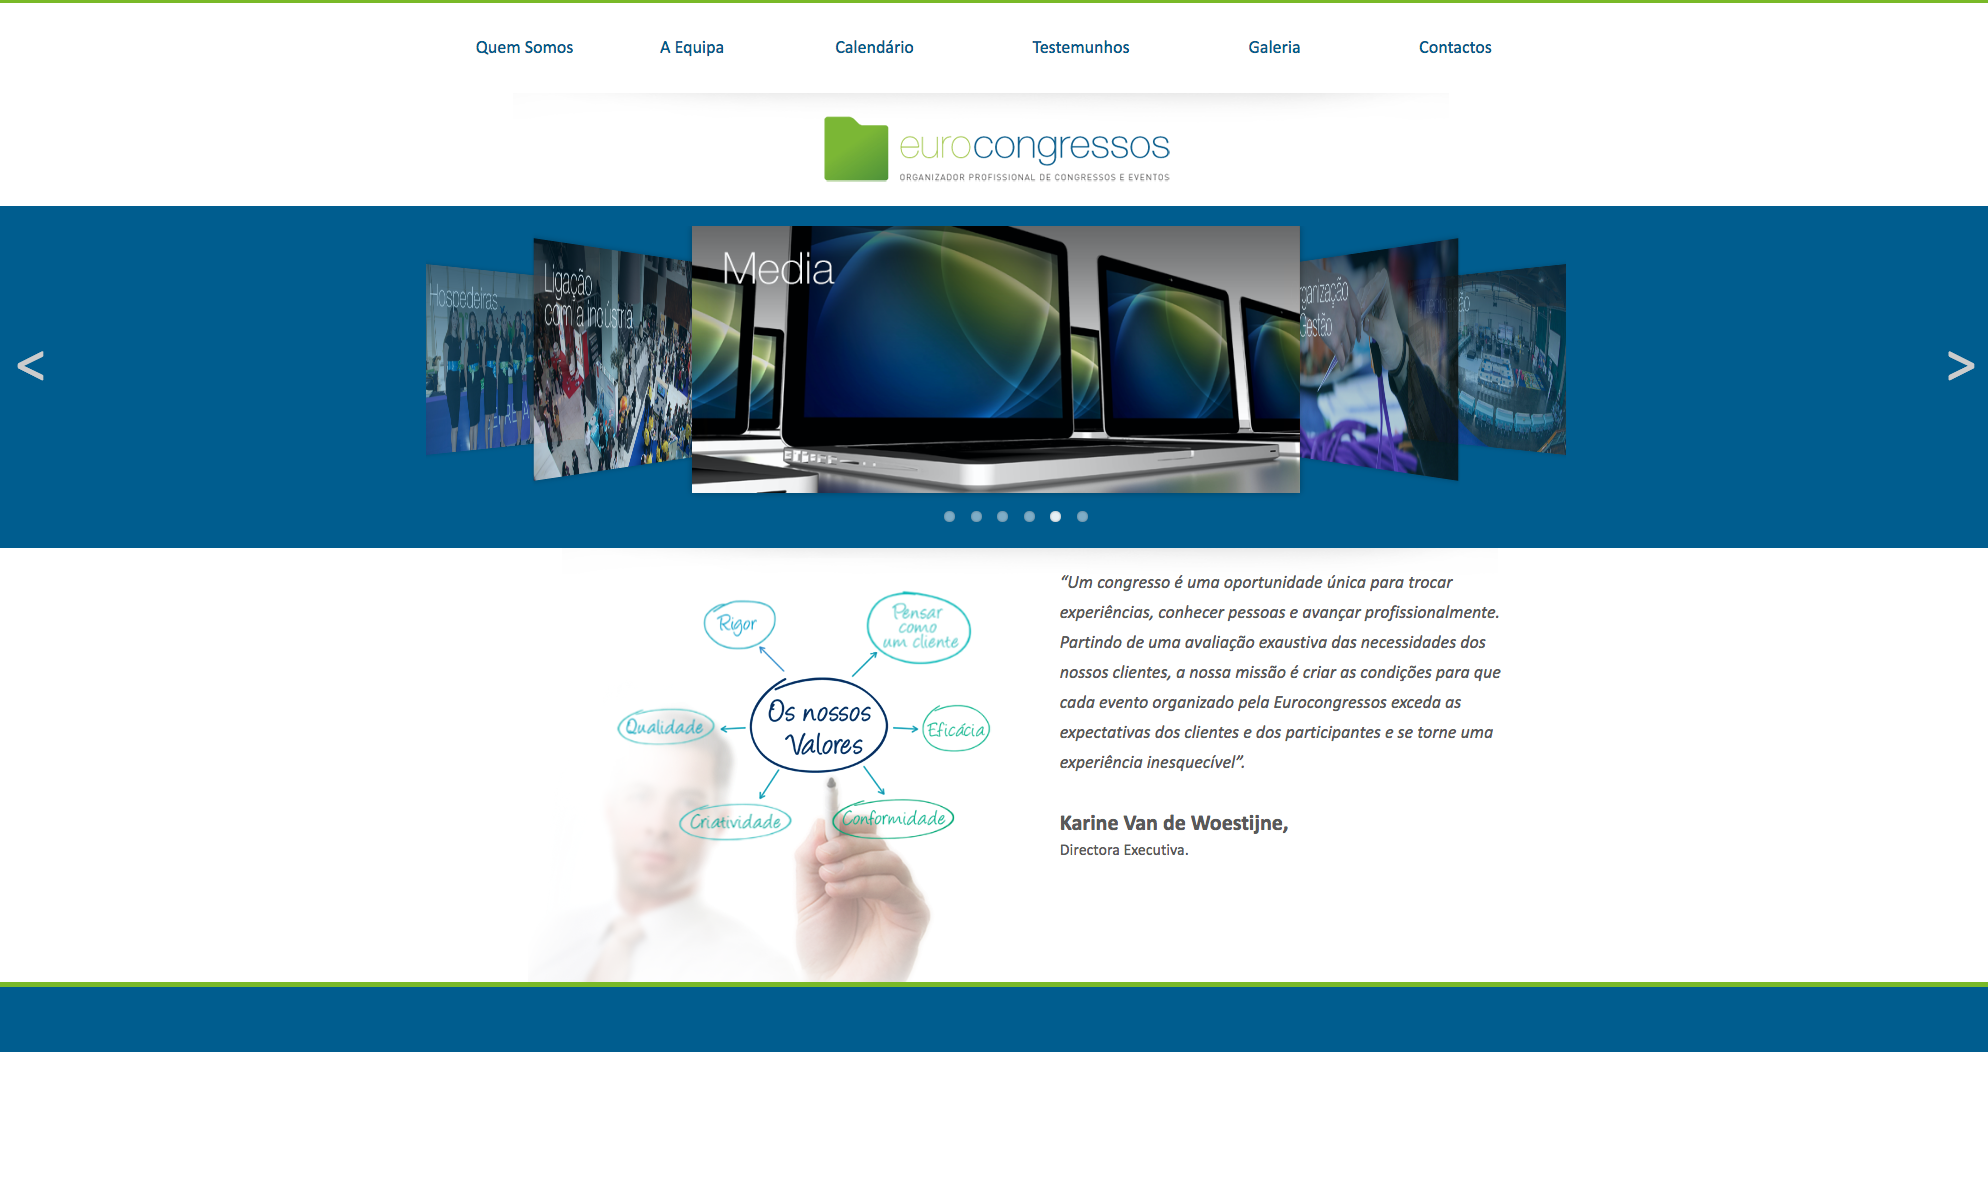 Quem Somos
A Equipa
Calendário
Testemunhos
Galeria
Contactos
eurocongressos
ORGANIZADOR PROFISSIONAL DE CONGRESSOS E EVENTOS
Hospedeiras
Ligação
com a indústria
Media
rganização
Gestão
<
>
Rigor
Pensar
como
um cliente
Os nossos
Valores
Qualidade
Eficácia
Criatividade
Conformidade
“Um congresso é uma oportunidade única para trocar
experiências, conhecer pessoas e avançar profissionalmente.
Partindo de uma avaliação exaustiva das necessidades dos
nossos clientes, a nossa missão é criar as condições para que
cada evento organizado pela Eurocongressos exceda as
expectativas dos clientes e dos participantes e se torne uma
experiência inesquecível”.
Karine Van de Woestijne,
Directora Executiva.